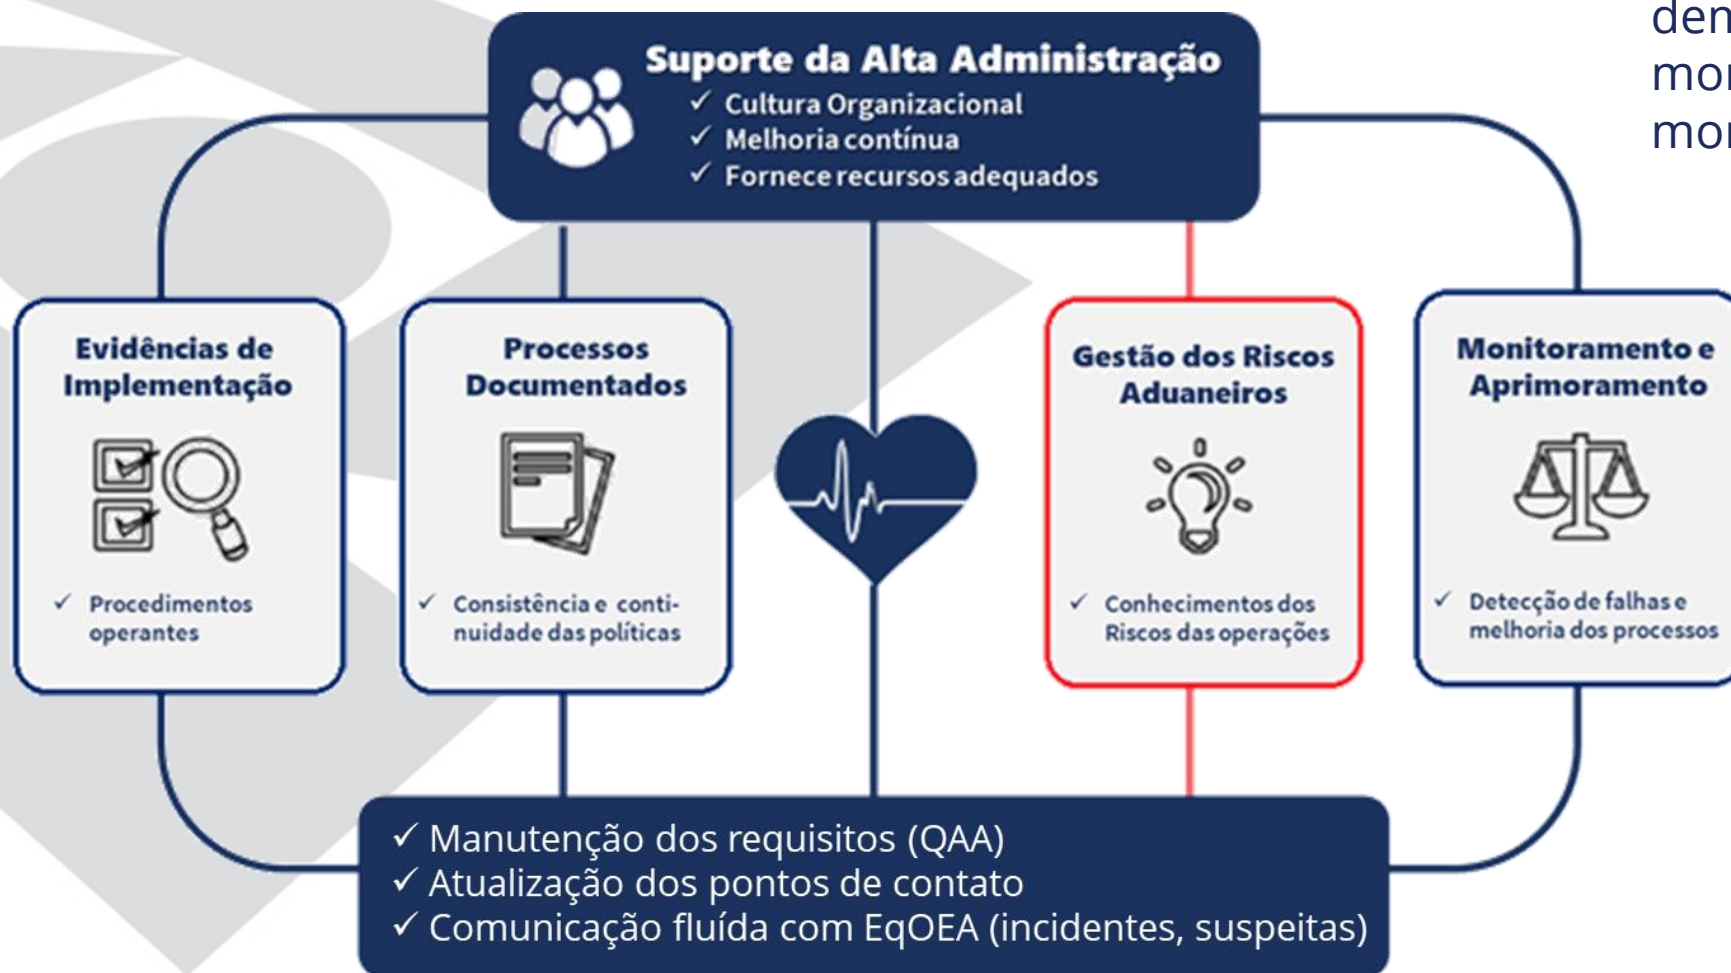 Suporte da Alta Administração
✓ Cultura Organizacional
✓ Melhoria contínua
✓ Fornece recursos adequados
Evidências de
Implementação
✓ Procedimentos
operantes
Processos
Documentados
✓ Consistência e conti-
nuidade das políticas
Gestão dos Riscos
Aduaneiros
✓ Conhecimentos dos
Riscos das operações
Monitoramento e
Aprimoramento
✓ Detecção de falhas e
melhoria dos processos
✓ Manutenção dos requisitos (QAA)
✓ Atualização dos pontos de contato
✓ Comunicação fluída com EqOEA (incidentes, suspeitas)